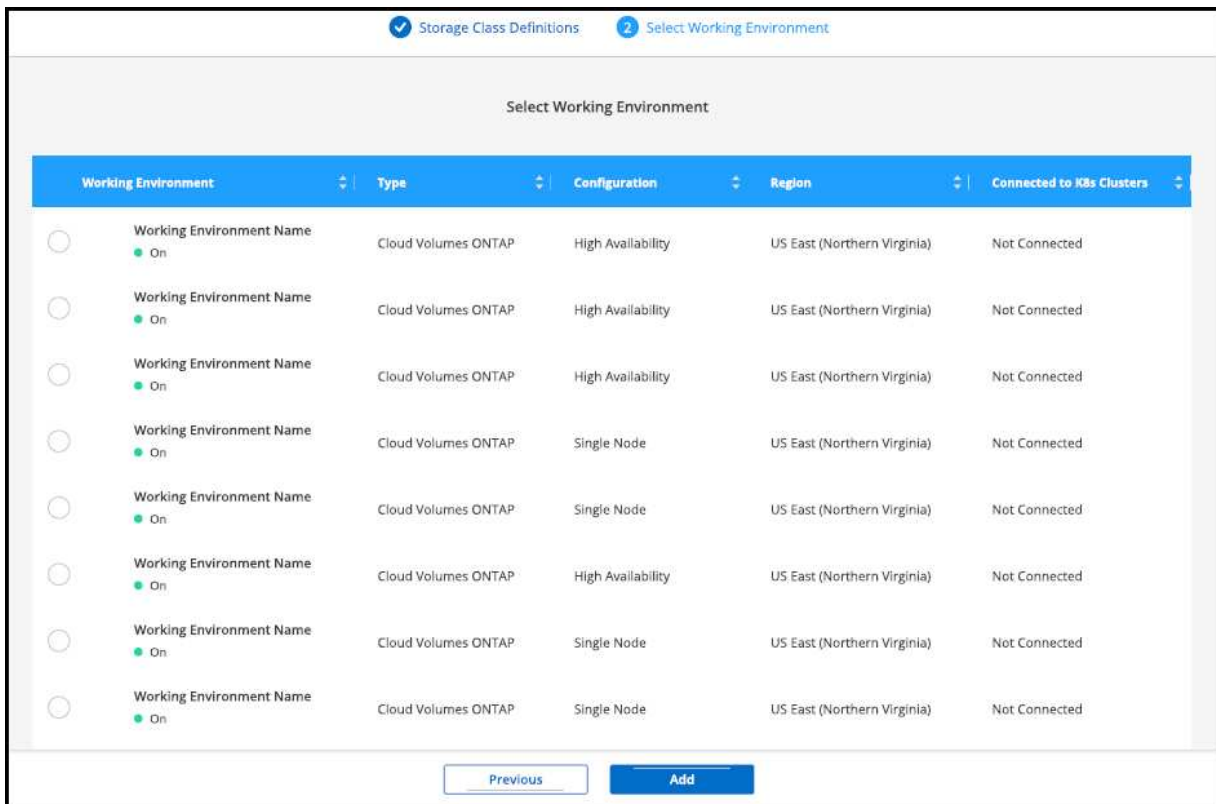 Storage Class Definitions 2 Select Working Environment
Select Working Environment
Working Environment Type Configuration Region Connected to K8s Clusters
Working Environment Name
On
Cloud Volumes ONTAP High Availability US East (Northern Virginia) Not Connected
Working Environment Name
On
Cloud Volumes ONTAP High Availability US East (Northern Virginia) Not Connected
Working Environment Name
On
Cloud Volumes ONTAP High Availability US East (Northern Virginia) Not Connected
Working Environment Name
On
Cloud Volumes ONTAP Single Node US East (Northern Virginia) Not Connected
Working Environment Name
On
Cloud Volumes ONTAP Single Node US East (Northern Virginia) Not Connected
Working Environment Name
On
Cloud Volumes ONTAP High Availability US East (Northern Virginia) Not Connected
Working Environment Name
On
Cloud Volumes ONTAP Single Node US East (Northern Virginia) Not Connected
Working Environment Name
On
Cloud Volumes ONTAP Single Node US East (Northern Virginia) Not Connected
Previous Add